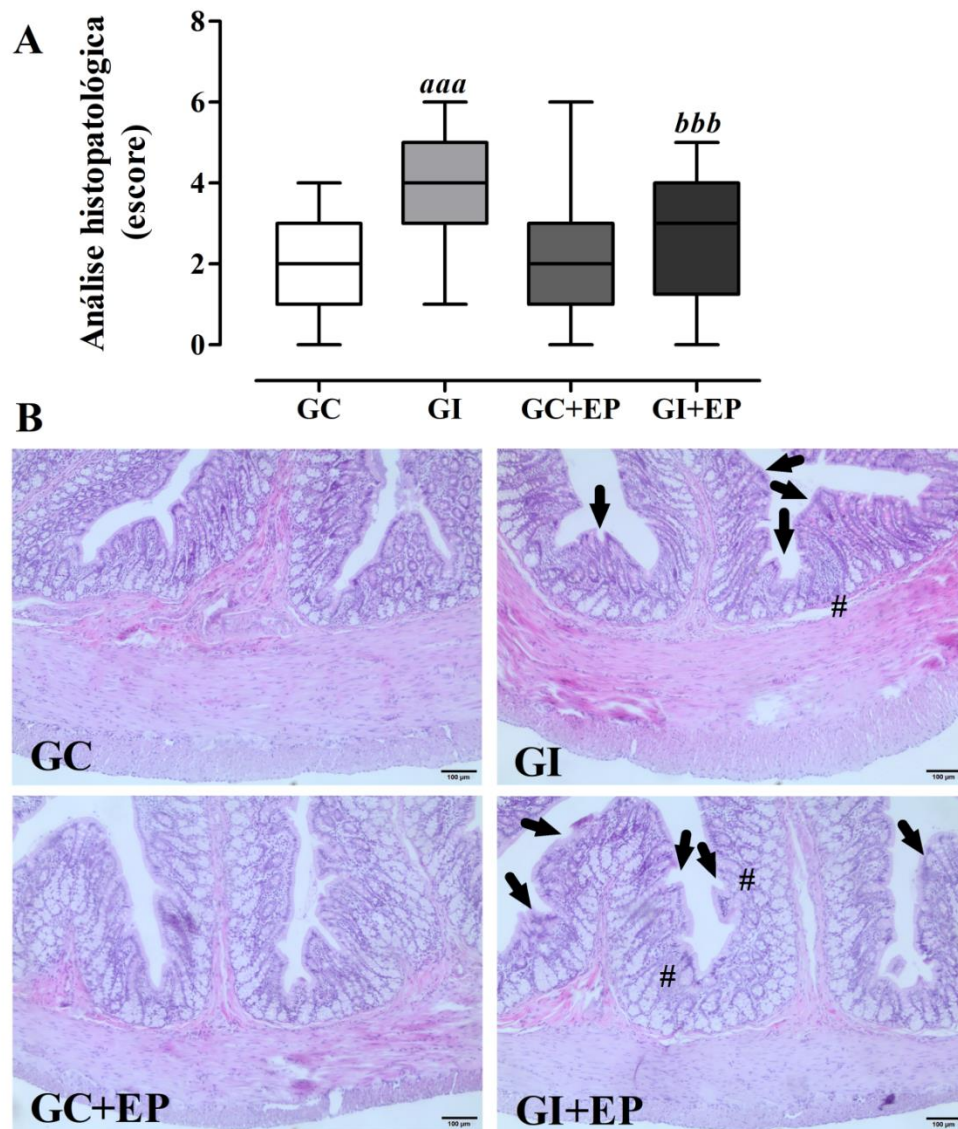 A
Análise histopatológica
(escore)
8
6
4
2
0
aaa
bbb
GC
GI
GC+EP
GI+EP
B
GC
100 µm
#
GI
100 µm
GC+EP
100 µm
#
#
GI+EP
100 µm